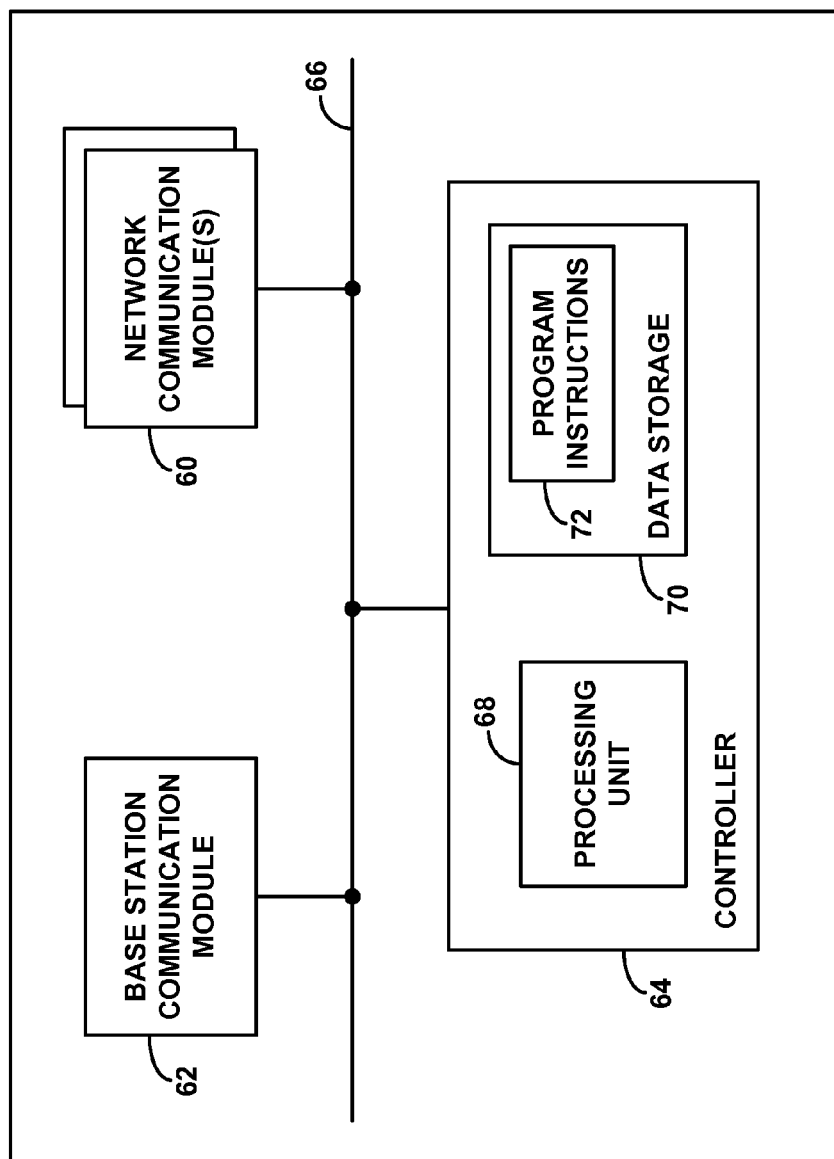 BASE STATION
COMMUNICATION
MODULE
62
NETWORK
COMMUNICATION
MODULE(S)
60
66
68
PROCESSING
UNIT
PROGRAM
INSTRUCTIONS
72
DATA STORAGE
70
CONTROLLER
64